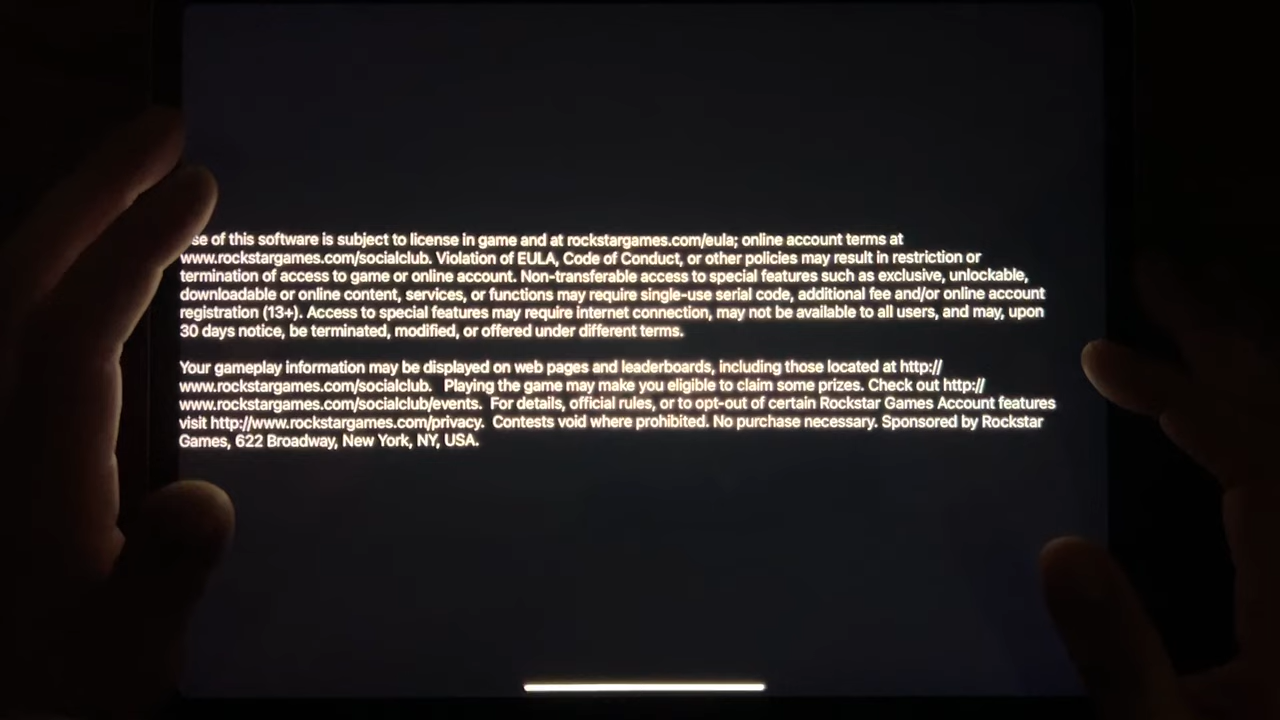 se of this software is subject to license in game and at rockstargames.com/eula; online account terms at
www.rockstargames.com/socialclub. Violation of EULA, Code of Conduct, or other policies may result in restriction or
termination of access to game or online account. Non-transferable access to special features such as exclusive, unlockable,
downloadable or online content, services, or functions may require single-use serial code, additional fee and/or online account
registration (13+). Access to special features may require internet connection, may not be available to all users, and may, upon
30 days notice, be terminated, modified, or offered under different terms.
Your gameplay information may be displayed on web pages and leaderboards, including those located at http://
www.rockstargames.com/socialclub. Playing the game may make you eligible to claim some prizes. Check out http://
www.rockstargames.com/socialclub/events. For details, official rules, or to opt-out of certain Rockstar Games Account features
visit http://www.rockstargames.com/privacy. Contests void where prohibited. No purchase necessary. Sponsored by Rockstar
Games, 622 Broadway, New York, NY, USA.